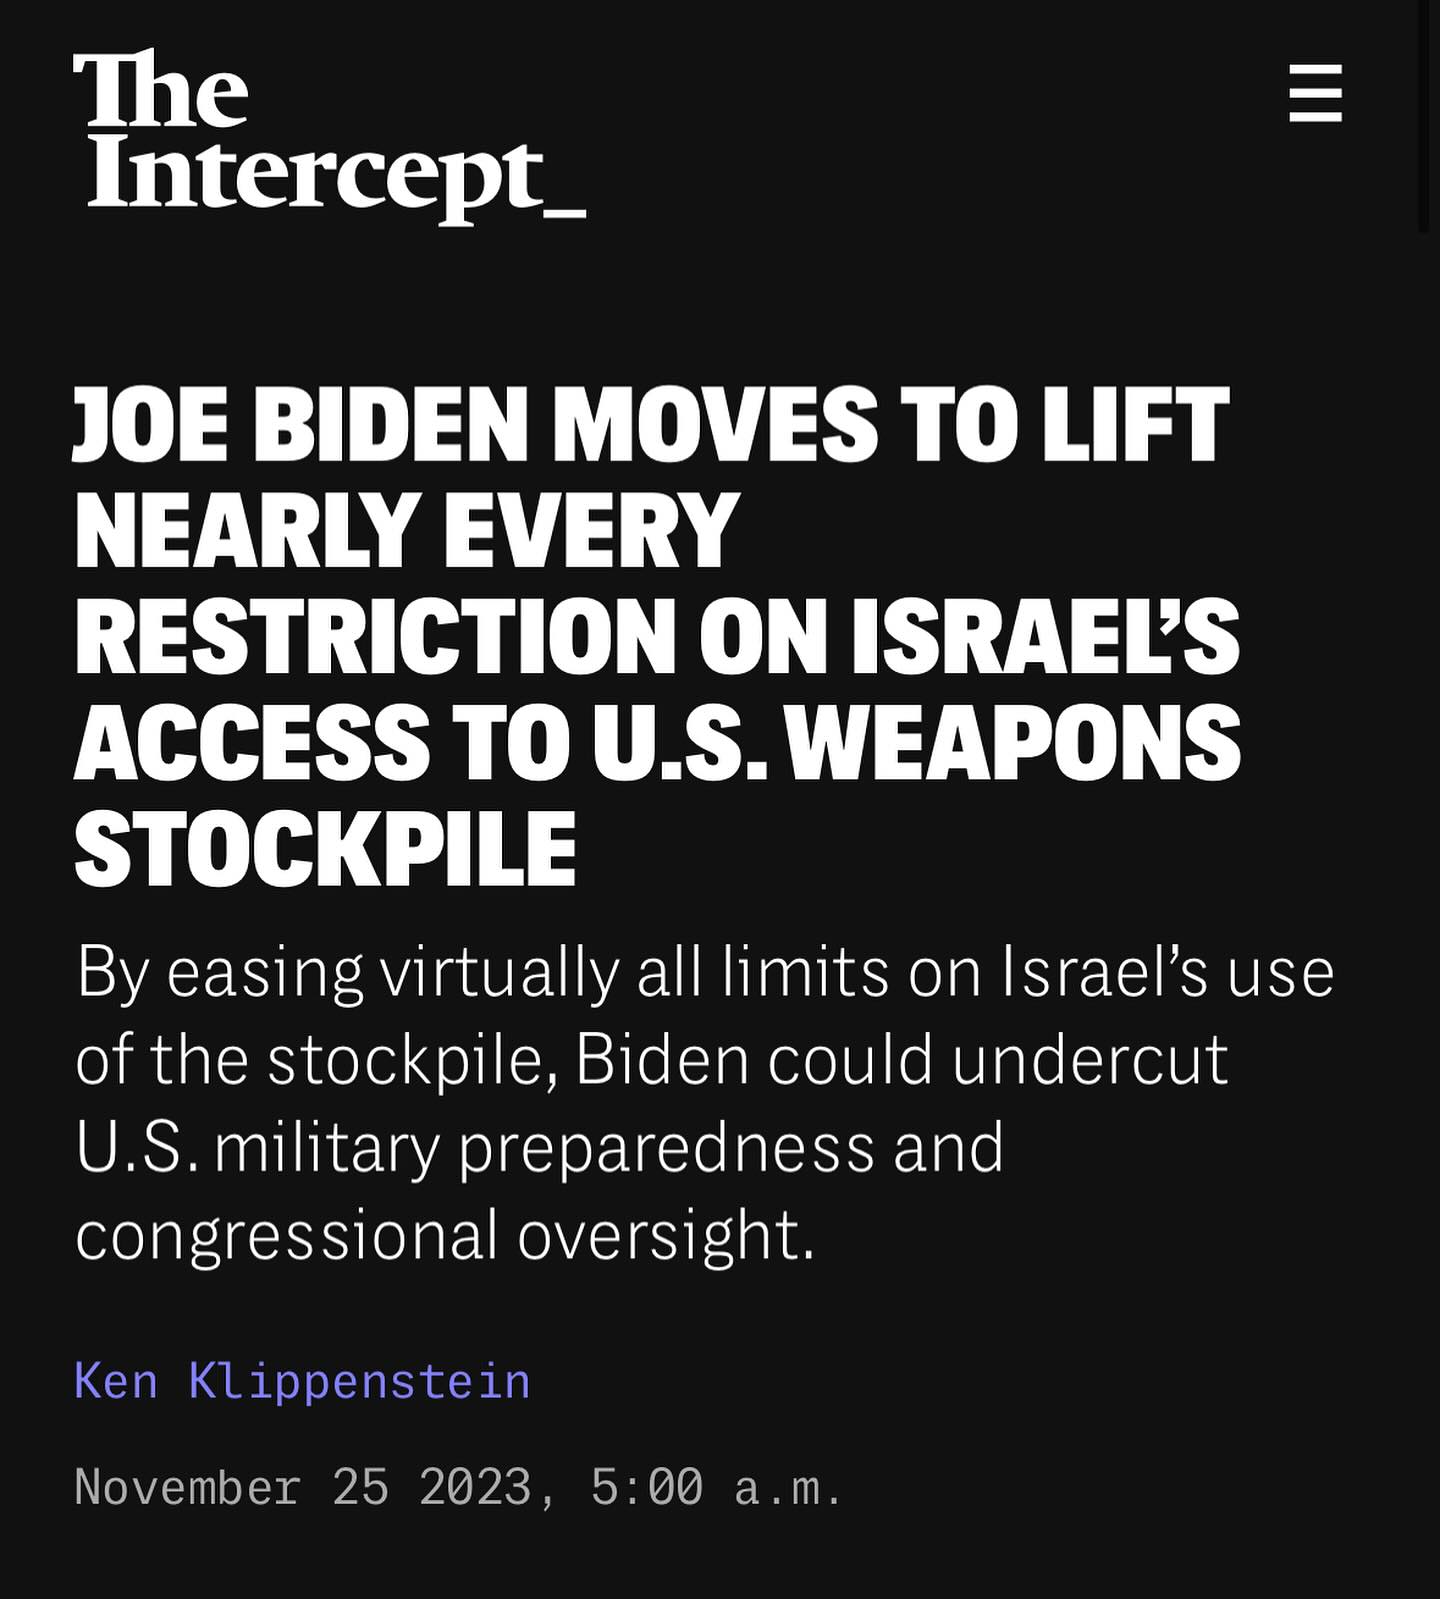 The
Intercept_
JOE BIDEN MOVES TO LIFT
NEARLY EVERY
RESTRICTION ON ISRAEL’S
ACCESS TO U.S. WEAPONS
STOCKPILE
By easing virtually all limits on Israel’s use
of the stockpile, Biden could undercut
U.S. military preparedness and
congressional oversight.
Ken Klippenstein
November 25 2023, 5:00 a.m.